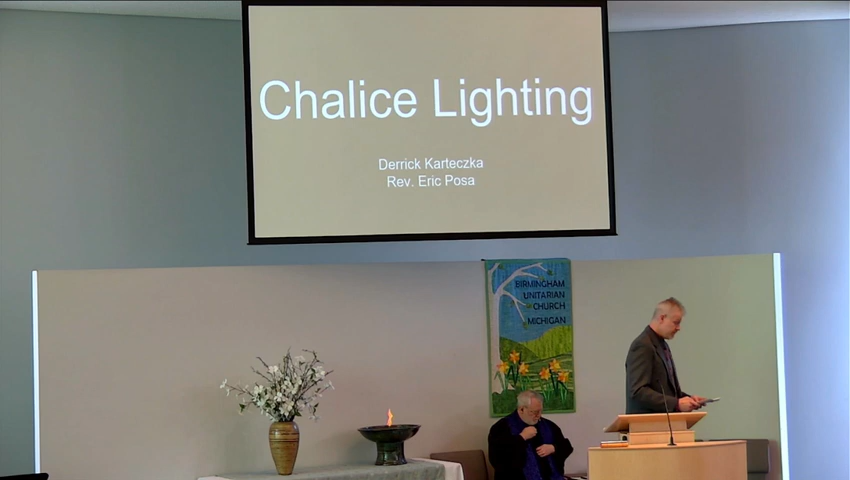 Chalice Lighting
Derrick Karteczka
Rev. Eric Posa
BIRMINGHAM
UNITARIAN
CHURCH
MICHIGAN